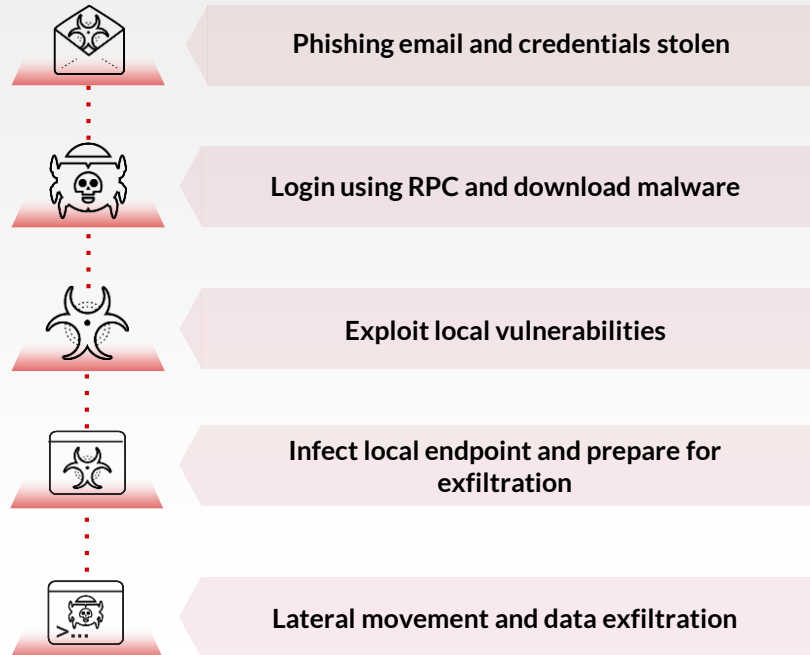 Phishing email and credentials stolen
Login using RPC and download malware
Exploit local vulnerabilities
Infect local endpoint and prepare for
exfiltration
>...
Lateral movement and data exfiltration